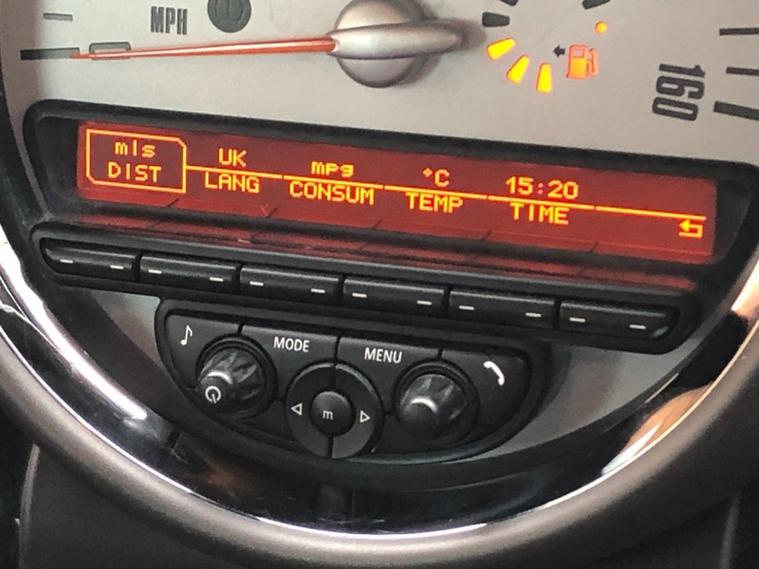 MPH
160
mls UK mpg °C 15:20
DIST LANG CONSUM TEMP TIME
MODE MENU
m